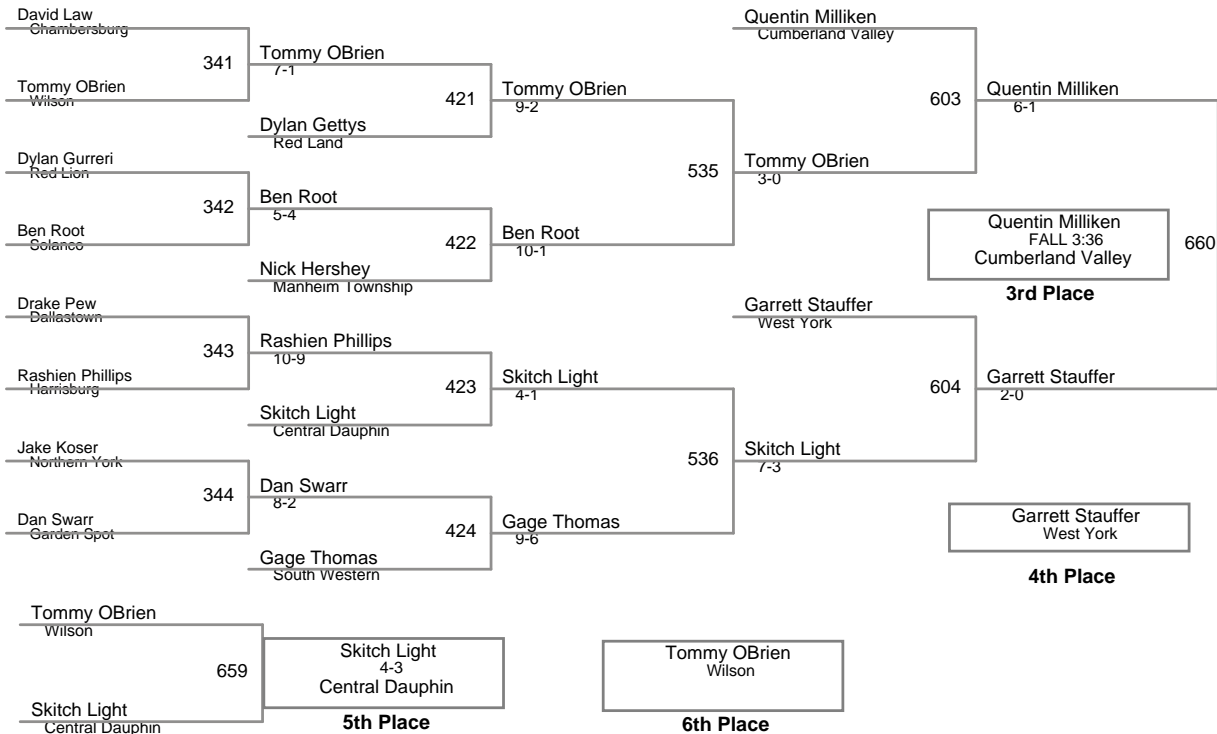 David Law
Chambersburg
341
Tommy OBrien
Wilson
Tommy OBrien
7-1
421
Dylan Gettys
Red Land
Tommy OBrien
9-2
Dylan Gurreri
Red Lion
342
Ben Root
Solanco
Ben Root
5-4
422
Nick Hershey
Manheim Township
Ben Root
10-1
535
Tommy OBrien
3-0
Quentin Milliken
Cumberland Valley
603
Quentin Milliken
6-1
Drake Pew
Dallastown
343
Rashien Phillips
Harrisburg
Rashien Phillips
10-9
423
Skitch Light
Central Dauphin
Skitch Light
4-1
Jake Koser
Northern York
344
Dan Swarr
Garden Spot
Dan Swarr
8-2
424
Gage Thomas
South Western
Gage Thomas
9-6
536
Skitch Light
7-3
Garrett Stauffer
West York
604
Garrett Stauffer
2-0
660
Quentin Milliken
FALL 3:36
Cumberland Valley
3rd Place
Garrett Stauffer
West York
4th Place
Tommy OBrien
Wilson
659
Skitch Light
Central Dauphin
Skitch Light
4-3
Central Dauphin
5th Place
Tommy OBrien
Wilson
6th Place